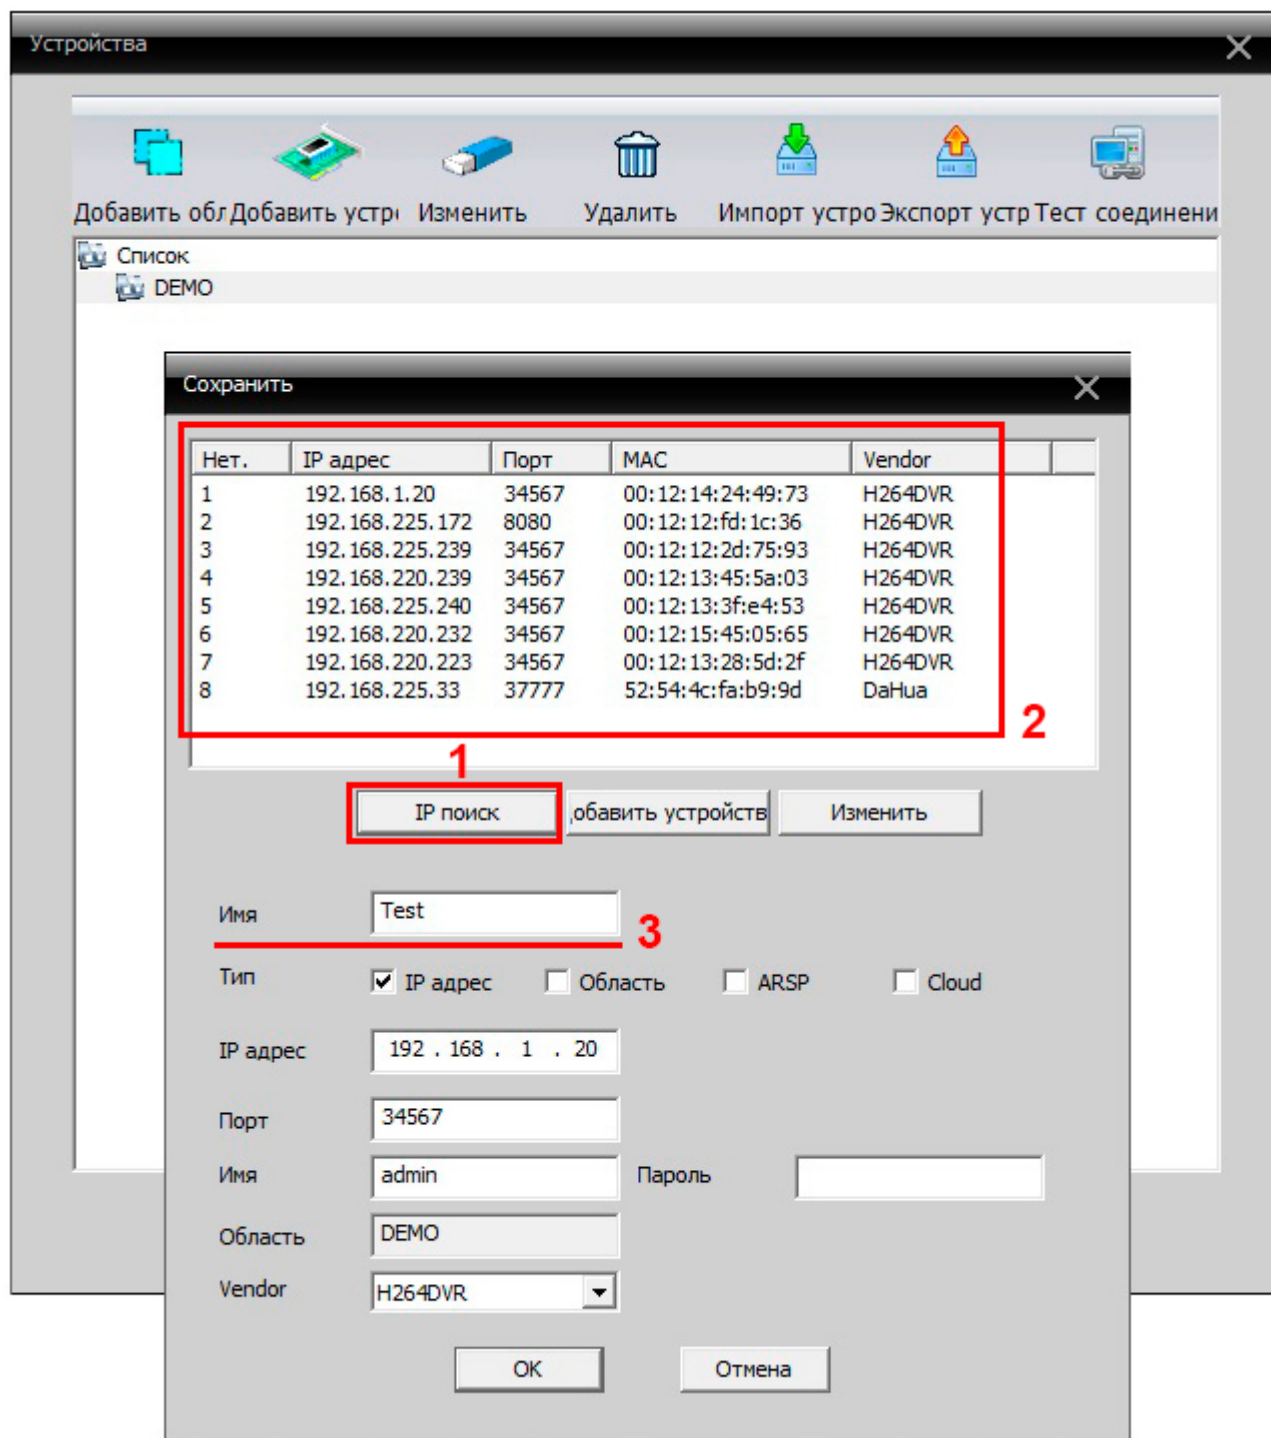 Устройства
Добавить обл Добавить устр Изменить Удалить Импорт устро Экспорт устр Тест соединени
Список
DEMO
Сохранить
Нет. IP адрес Порт MAC Vendor
1 192.168.1.20 34567 00:12:14:24:49:73 H264DVR
2 192.168.225.172 8080 00:12:12:fd:1c:36 H264DVR
3 192.168.225.239 34567 00:12:12:2d:75:93 H264DVR
4 192.168.220.239 34567 00:12:13:45:5a:03 H264DVR
5 192.168.225.240 34567 00:12:13:3f:e4:53 H264DVR
6 192.168.220.232 34567 00:12:15:45:05:65 H264DVR
7 192.168.220.223 34567 00:12:13:28:5d:2f H264DVR
8 192.168.225.33 37777 52:54:4c:fa:b9:9d DaHua
2
1
IP поиск обавить устройств Изменить
Имя Test
3
Тип IP адрес Область ARSP Cloud
IP адрес 192 . 168 . 1 . 20
Порт 34567
Имя admin Пароль
Область DEMO
Vendor H264DVR
OK Отмена